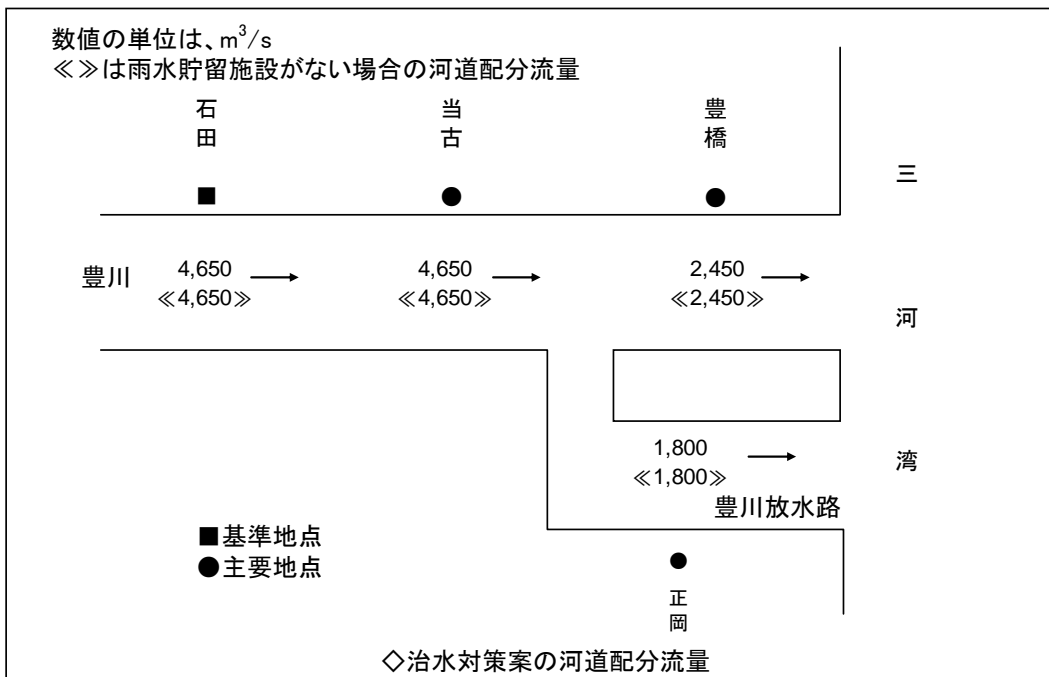 数値の単位は、m³/s
≪≫は雨水貯留施設がない場合の河道配分流量
石田
当古
豊橋
三河湾
豊川
4,650
≪4,650≫
4,650
≪4,650≫
2,450
≪2,450≫
1,800
≪1,800≫
豊川放水路
■基準地点
●主要地点
正岡
◇治水対策案の河道配分流量